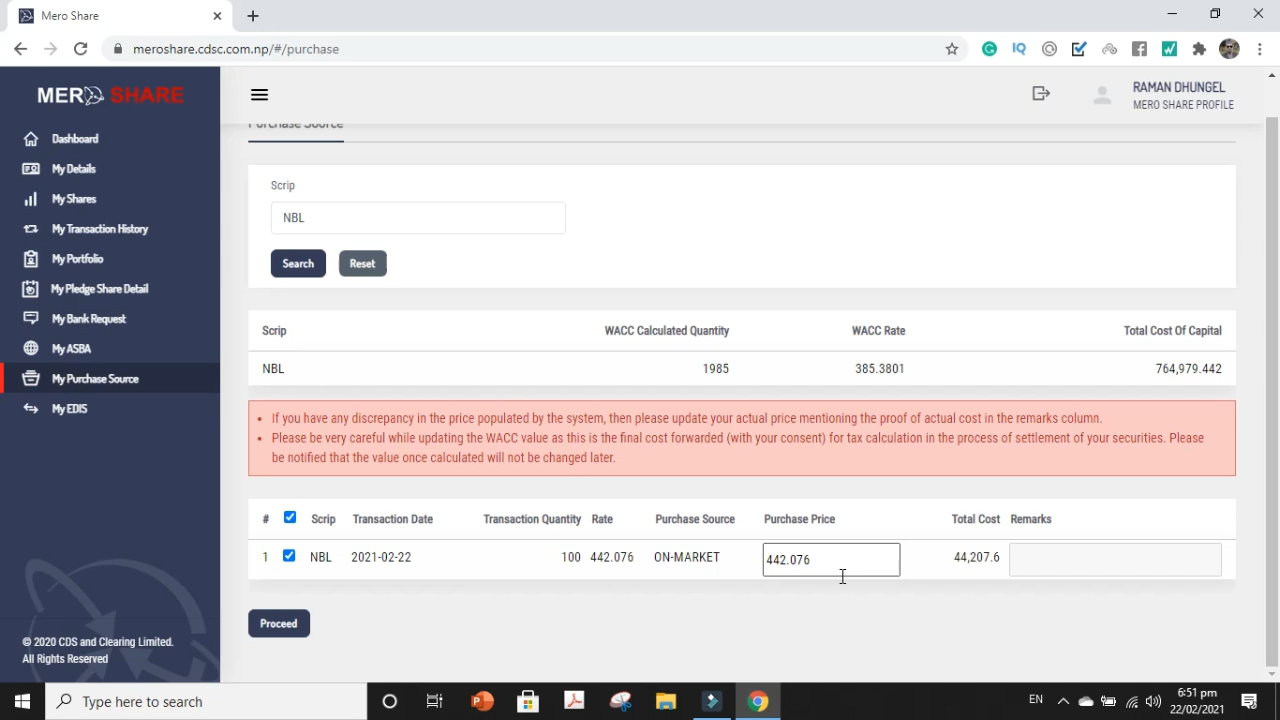 Mero Share
meroshare.cdsc.com.np/#/purchase
MERO SHARE
RAMAN DHUNGEL
MERO SHARE PROFILE
Dashboard
My Details
My Shares
My Transaction History
My Portfolio
My Pledge Share Detail
My Bank Request
My ASBA
My Purchase Source
My EDIS
© 2020 CDS and Clearing Limited.
All Rights Reserved
Purchase Source
Scrip
NBL
Search Reset
Scrip WACC Calculated Quantity WACC Rate Total Cost Of Capital
NBL 1985 385.3801 764,979.442
• If you have any discrepancy in the price populated by the system, then please update your actual price mentioning the proof of actual cost in the remarks column.
• Please be very careful while updating the WACC value as this is the final cost forwarded (with your consent) for tax calculation in the process of settlement of your securities. Please
be notified that the value once calculated will not be changed later.
# Scrip Transaction Date Transaction Quantity Rate Purchase Source Purchase Price Total Cost Remarks
1 NBL 2021-02-22 100 442.076 ON-MARKET 442.076 44,207.6
Proceed
Type here to search
EN
6:51 pm
22/02/2021